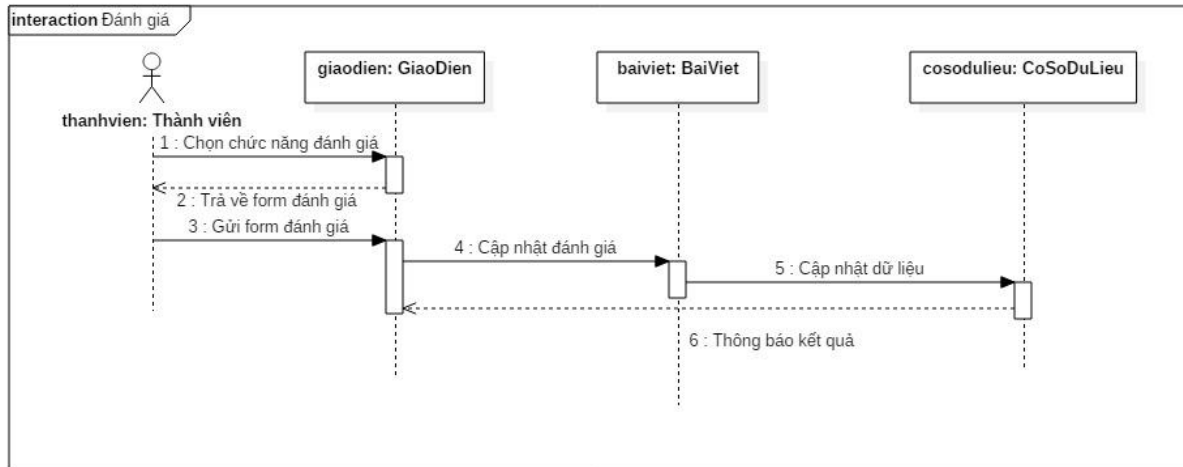 interaction Đánh giá
giaodien: GiaoDien
baiviet: BaiViet
cosodulieu: CoSoDuLieu
thanhvien: Thành viên
1 : Chọn chức năng đánh giá
2 : Trả về form đánh giá
3 : Gửi form đánh giá
4 : Cập nhật đánh giá
5 : Cập nhật dữ liệu
6 : Thông báo kết quả